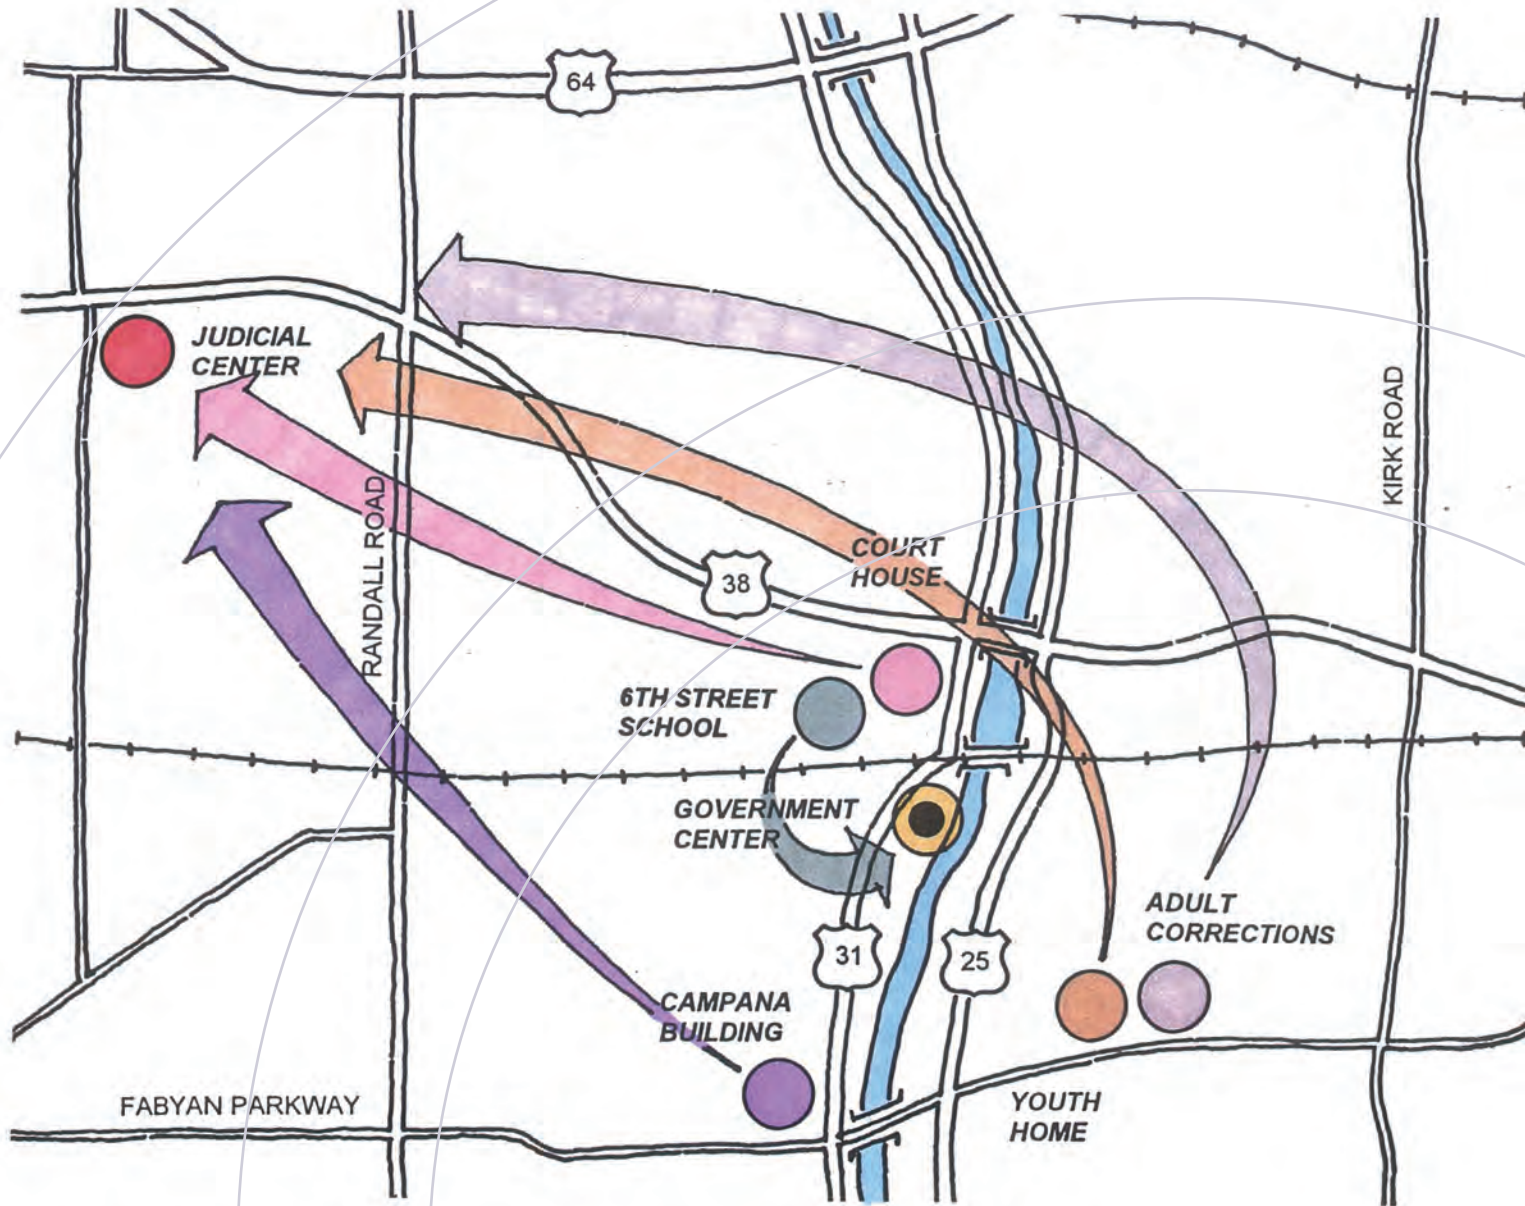 64
JUDICIAL
CENTER
KIRK ROAD
RANDALL ROAD
COURT
HOUSE
38
6TH STREET
SCHOOL
GOVERNMENT
CENTER
ADULT
CORRECTIONS
31
25
CAMPANA
BUILDING
FABYAN PARKWAY
YOUTH
HOME